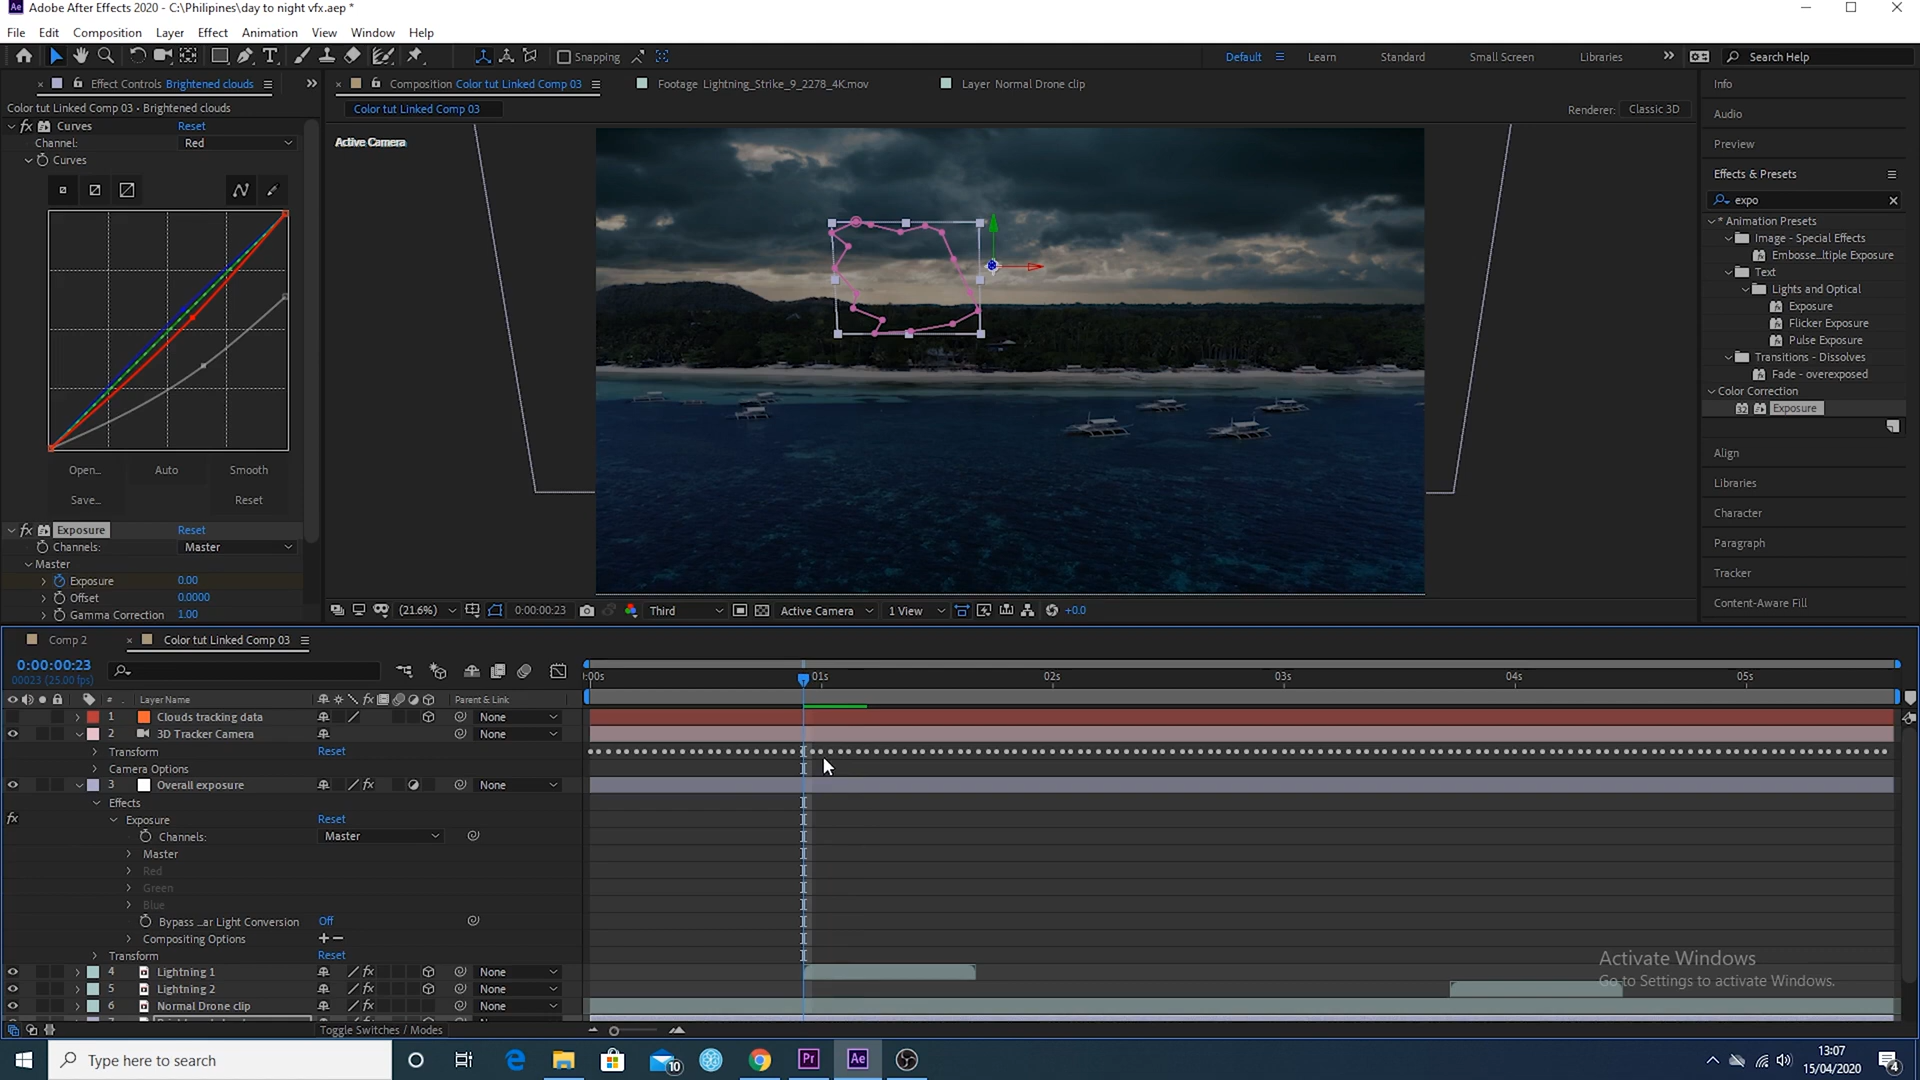 Adobe After Effects 2020 - C:\Philipines\day to night vfx.aep *
File Edit Composition Layer Effect Animation View Window Help
Snapping
Default Learn Standard Small Screen Libraries Search Help
Effect Controls Brightened clouds
Composition Color tut Linked Comp 03
Footage Lightning_Strike_9_2278_4K.mov
Layer Normal Drone clip
Color tut Linked Comp 03 • Brightened clouds
Color tut Linked Comp 03
Renderer: Classic 3D
Active Camera
fx Curves Reset
Channel: Red
Curves
Open... Auto Smooth
Save... Reset
fx Exposure Reset
Channels: Master
Master
Exposure 0.00
Offset 0.0000
Gamma Correction 1.00
(21.6%) 0:00:00:23 Third Active Camera 1 View +0.0
Info
Audio
Preview
Effects & Presets
expo
* Animation Presets
Image - Special Effects
Embosse...ltiple Exposure
Text
Lights and Optical
Exposure
Flicker Exposure
Pulse Exposure
Transitions - Dissolves
Fade - overexposed
Color Correction
32 Exposure
Align
Libraries
Character
Paragraph
Tracker
Content-Aware Fill
Comp 2 Color tut Linked Comp 03
0:00:00:23
00023 (25.00 fps)
:00s 01s 02s 03s 04s 05s
# Layer Name Parent & Link
1 Clouds tracking data None
2 3D Tracker Camera None
Transform Reset
Camera Options
3 Overall exposure None
Effects
fx Exposure Reset
Channels: Master
Master
Red
Green
Blue
Bypass ...ar Light Conversion Off
Compositing Options
Transform Reset
4 Lightning 1 None
5 Lightning 2 None
6 Normal Drone clip None
Toggle Switches / Modes
Activate Windows
Go to Settings to activate Windows.
Type here to search
10
Pr
Ae
13:07
15/04/2020
4